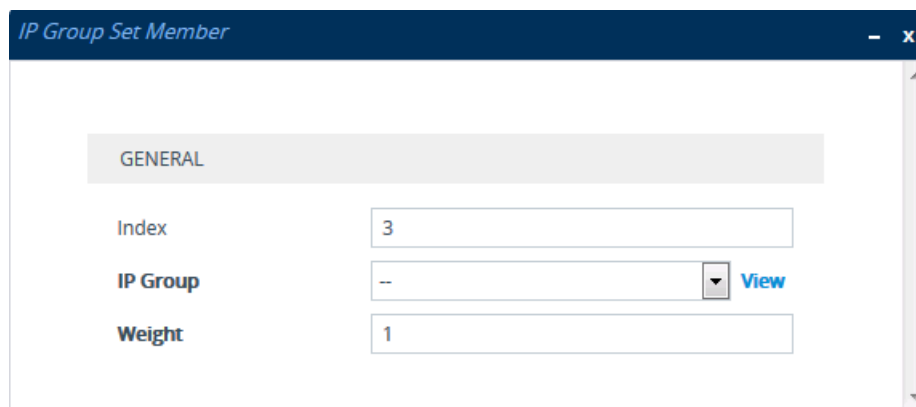 IP Group Set Member – x
GENERAL
Index 3
IP Group -- View
Weight 1